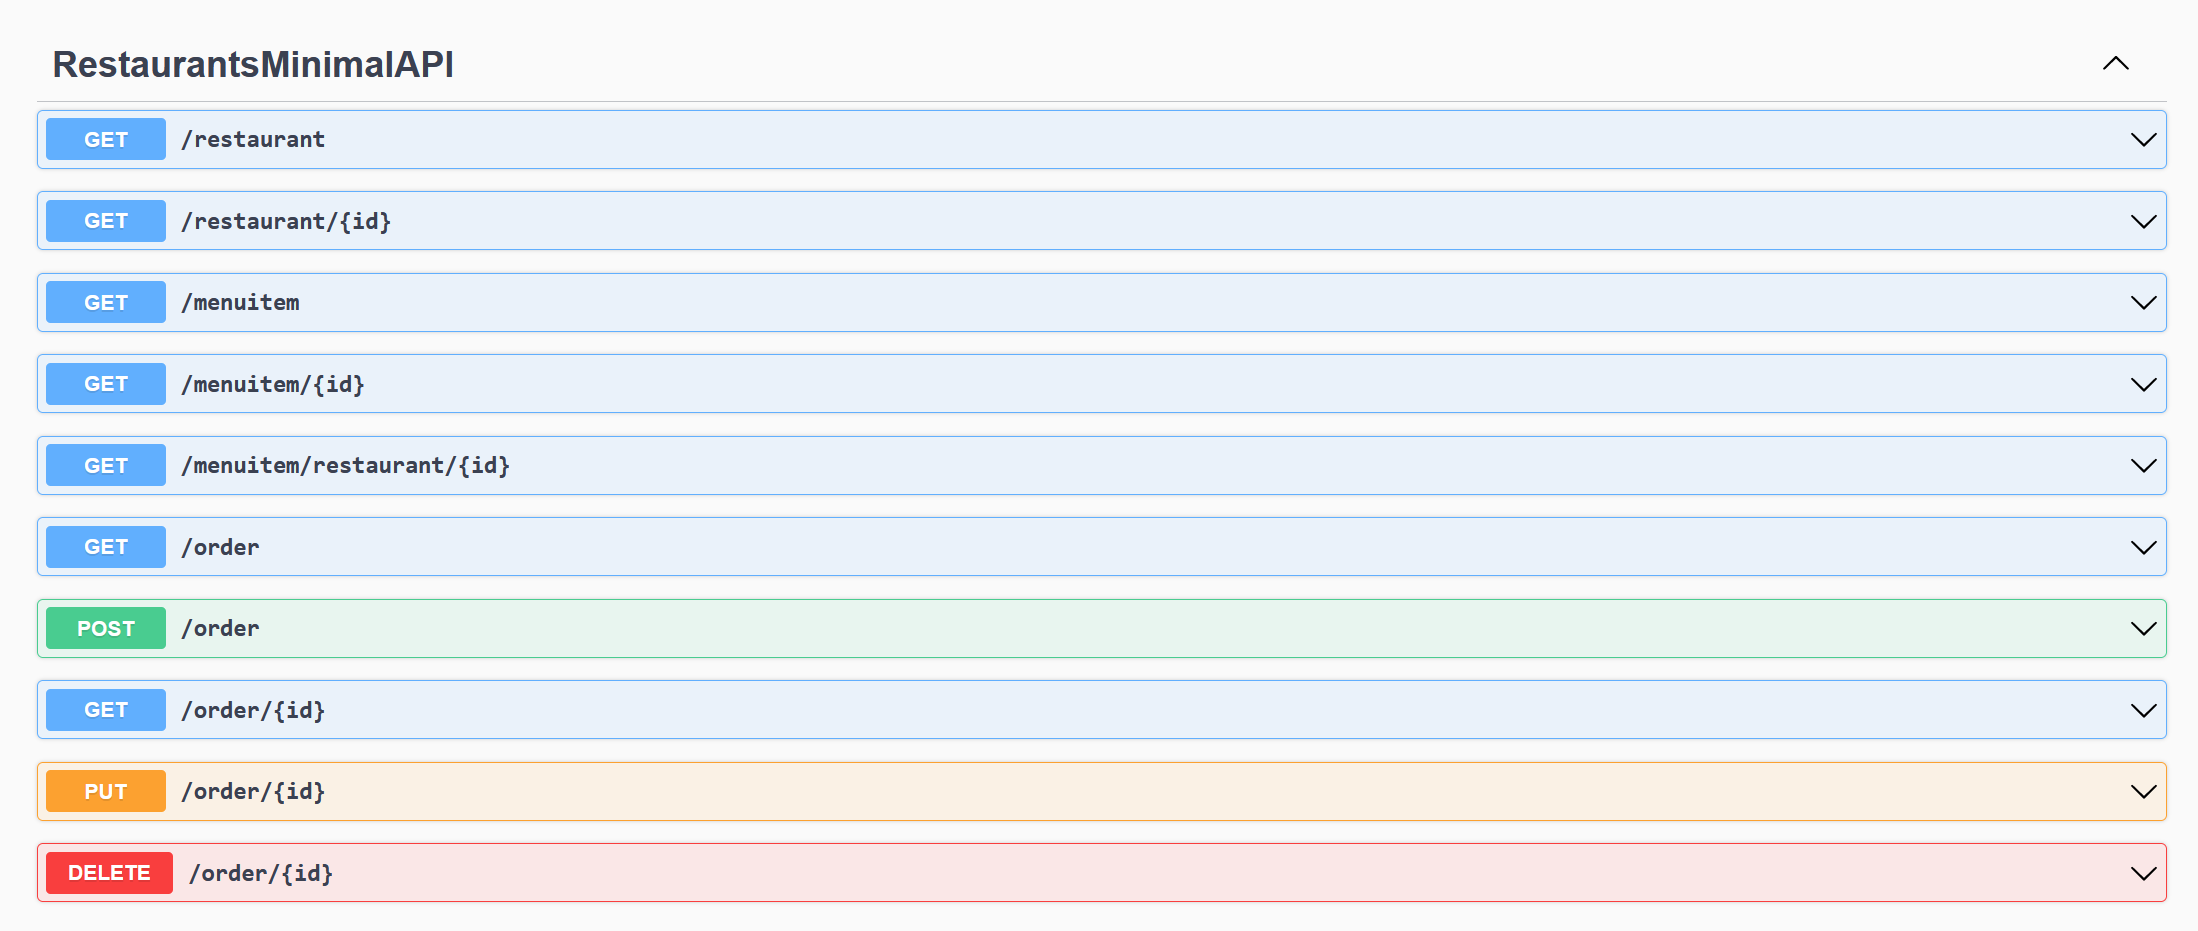 RestaurantsMinimalAPI
GET /restaurant
GET /restaurant/{id}
GET /menuitem
GET /menuitem/{id}
GET /menuitem/restaurant/{id}
GET /order
POST /order
GET /order/{id}
PUT /order/{id}
DELETE /order/{id}